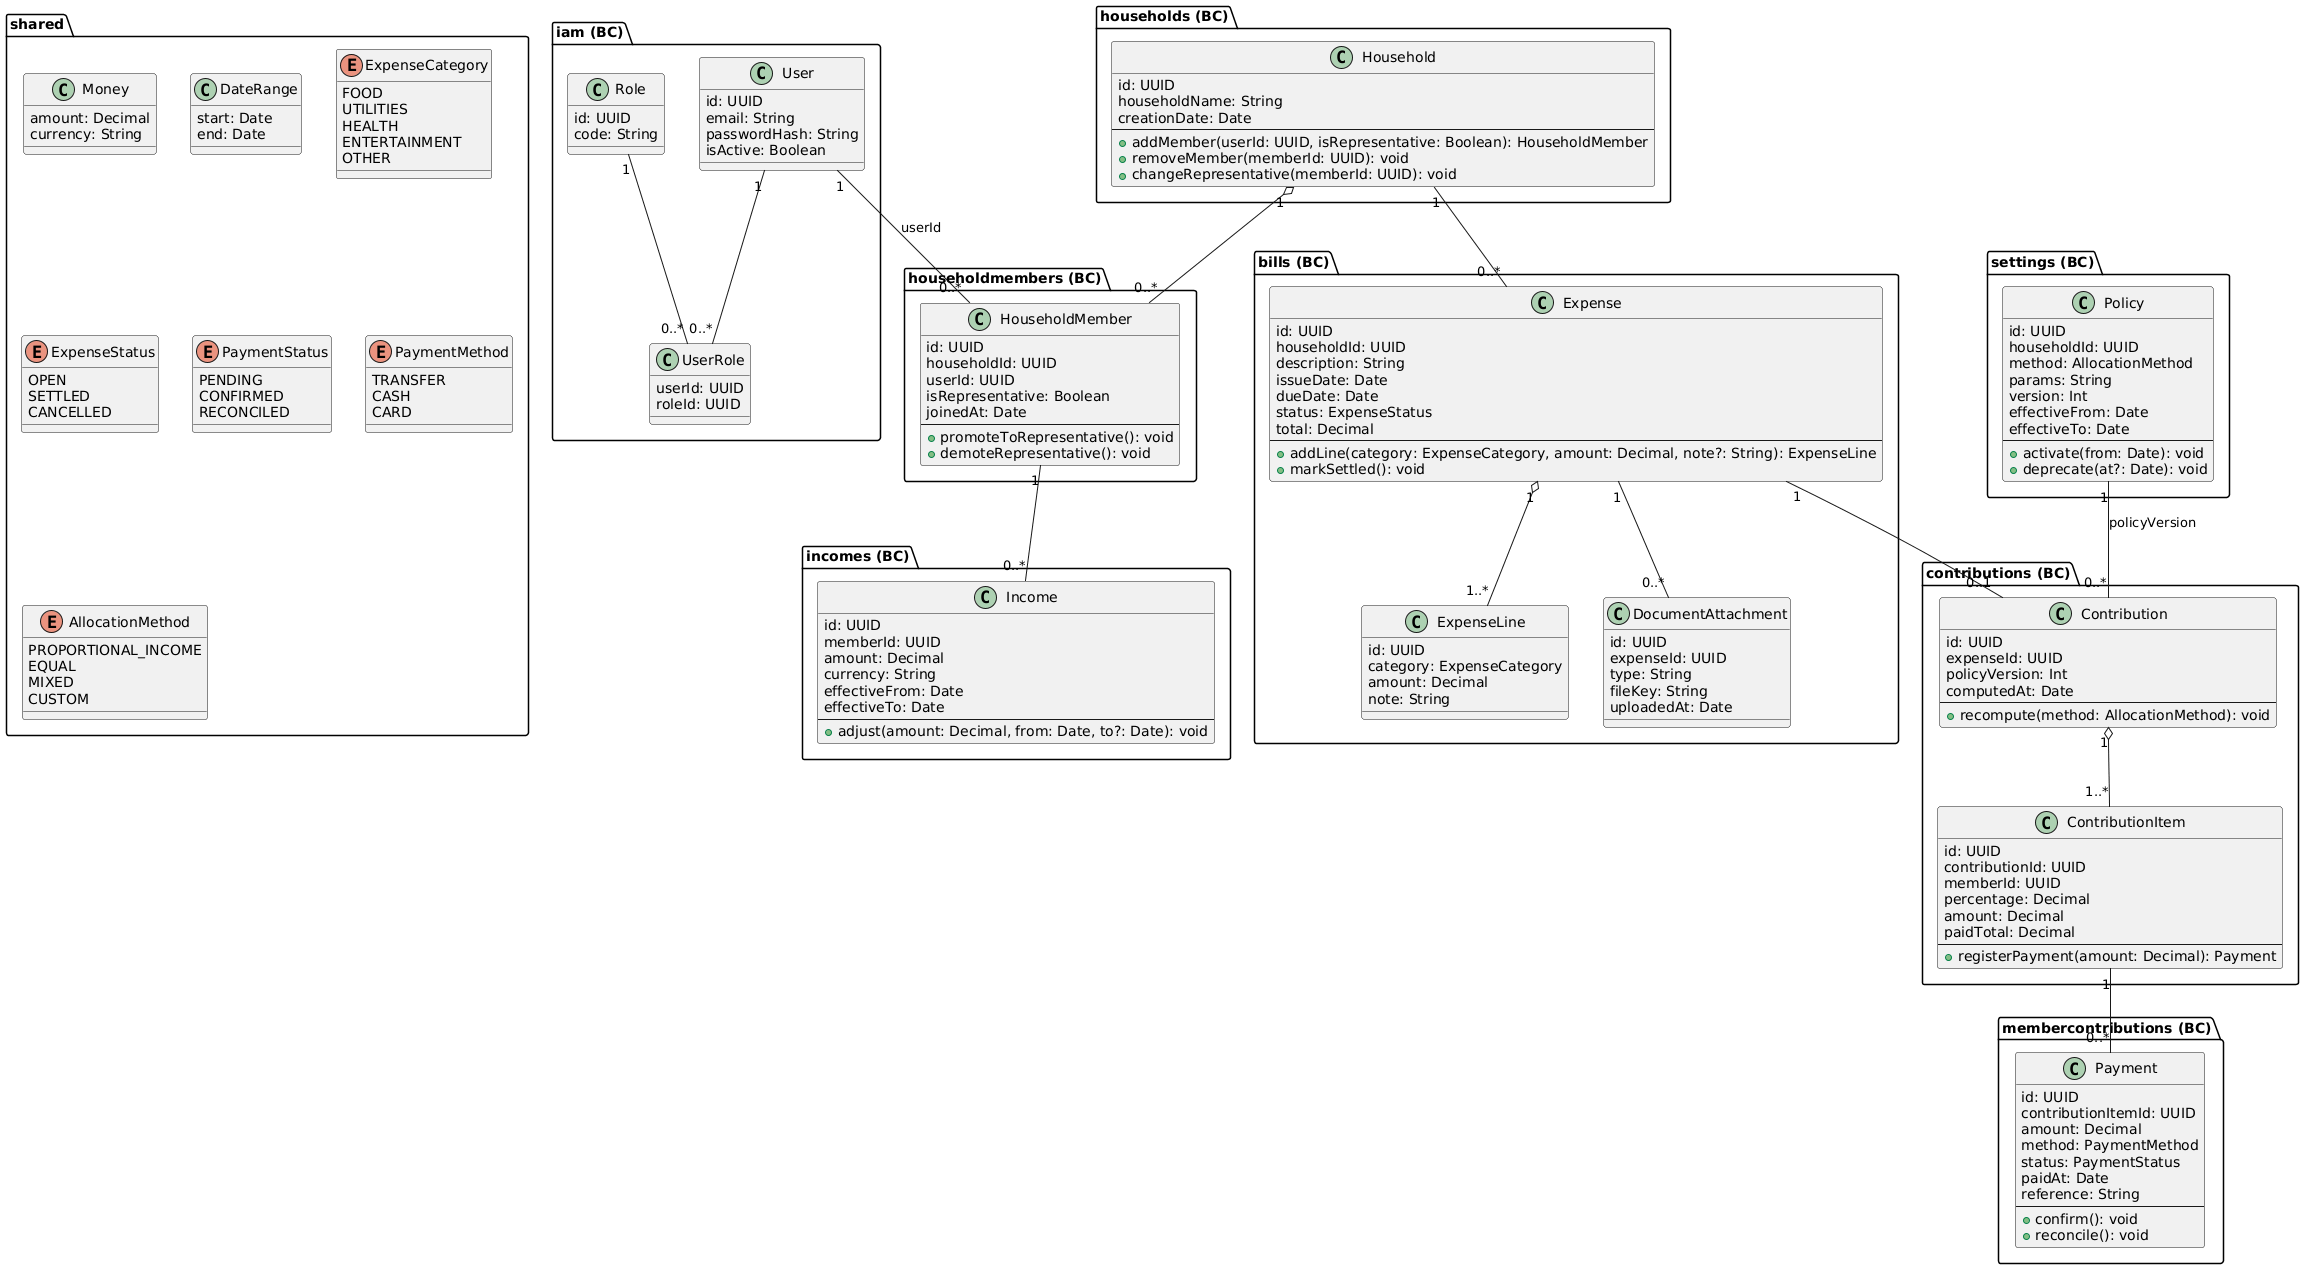 shared
Money
amount: Decimal
currency: String
DateRange
start: Date
end: Date
ExpenseCategory
FOOD
UTILITIES
HEALTH
ENTERTAINMENT
OTHER
ExpenseStatus
OPEN
SETTLED
CANCELLED
PaymentStatus
PENDING
CONFIRMED
RECONCILED
PaymentMethod
TRANSFER
CASH
CARD
AllocationMethod
PROPORTIONAL_INCOME
EQUAL
MIXED
CUSTOM
iam (BC)
Role
id: UUID
code: String
User
id: UUID
email: String
passwordHash: String
isActive: Boolean
1
1
1
userId
0..*
0..*
UserRole
userId: UUID
roleId: UUID
households (BC)
Household
id: UUID
householdName: String
creationDate: Date
addMember(userId: UUID, isRepresentative: Boolean): HouseholdMember
removeMember(memberId: UUID): void
changeRepresentative(memberId: UUID): void
1
1
householdmembers (BC)
0..*
0..*
HouseholdMember
id: UUID
householdId: UUID
userId: UUID
isRepresentative: Boolean
joinedAt: Date
promoteToRepresentative(): void
demoteRepresentative(): void
1
incomes (BC)
0..*
Income
id: UUID
memberId: UUID
amount: Decimal
currency: String
effectiveFrom: Date
effectiveTo: Date
adjust(amount: Decimal, from: Date, to?: Date): void
bills (BC)
0..*
Expense
id: UUID
householdId: UUID
description: String
issueDate: Date
dueDate: Date
status: ExpenseStatus
total: Decimal
addLine(category: ExpenseCategory, amount: Decimal, note?: String): ExpenseLine
markSettled(): void
1
1
1
1..*
0..*
ExpenseLine
id: UUID
category: ExpenseCategory
amount: Decimal
note: String
DocumentAttachment
id: UUID
expenseId: UUID
type: String
fileKey: String
uploadedAt: Date
settings (BC)
Policy
id: UUID
householdId: UUID
method: AllocationMethod
params: String
version: Int
effectiveFrom: Date
effectiveTo: Date
activate(from: Date): void
deprecate(at?: Date): void
1
policyVersion
contributions (BC)
0..1
0..*
Contribution
id: UUID
expenseId: UUID
policyVersion: Int
computedAt: Date
recompute(method: AllocationMethod): void
1
1..*
ContributionItem
id: UUID
contributionId: UUID
memberId: UUID
percentage: Decimal
amount: Decimal
paidTotal: Decimal
registerPayment(amount: Decimal): Payment
1
membercontributions (BC)
0..*
Payment
id: UUID
contributionItemId: UUID
amount: Decimal
method: PaymentMethod
status: PaymentStatus
paidAt: Date
reference: String
confirm(): void
reconcile(): void